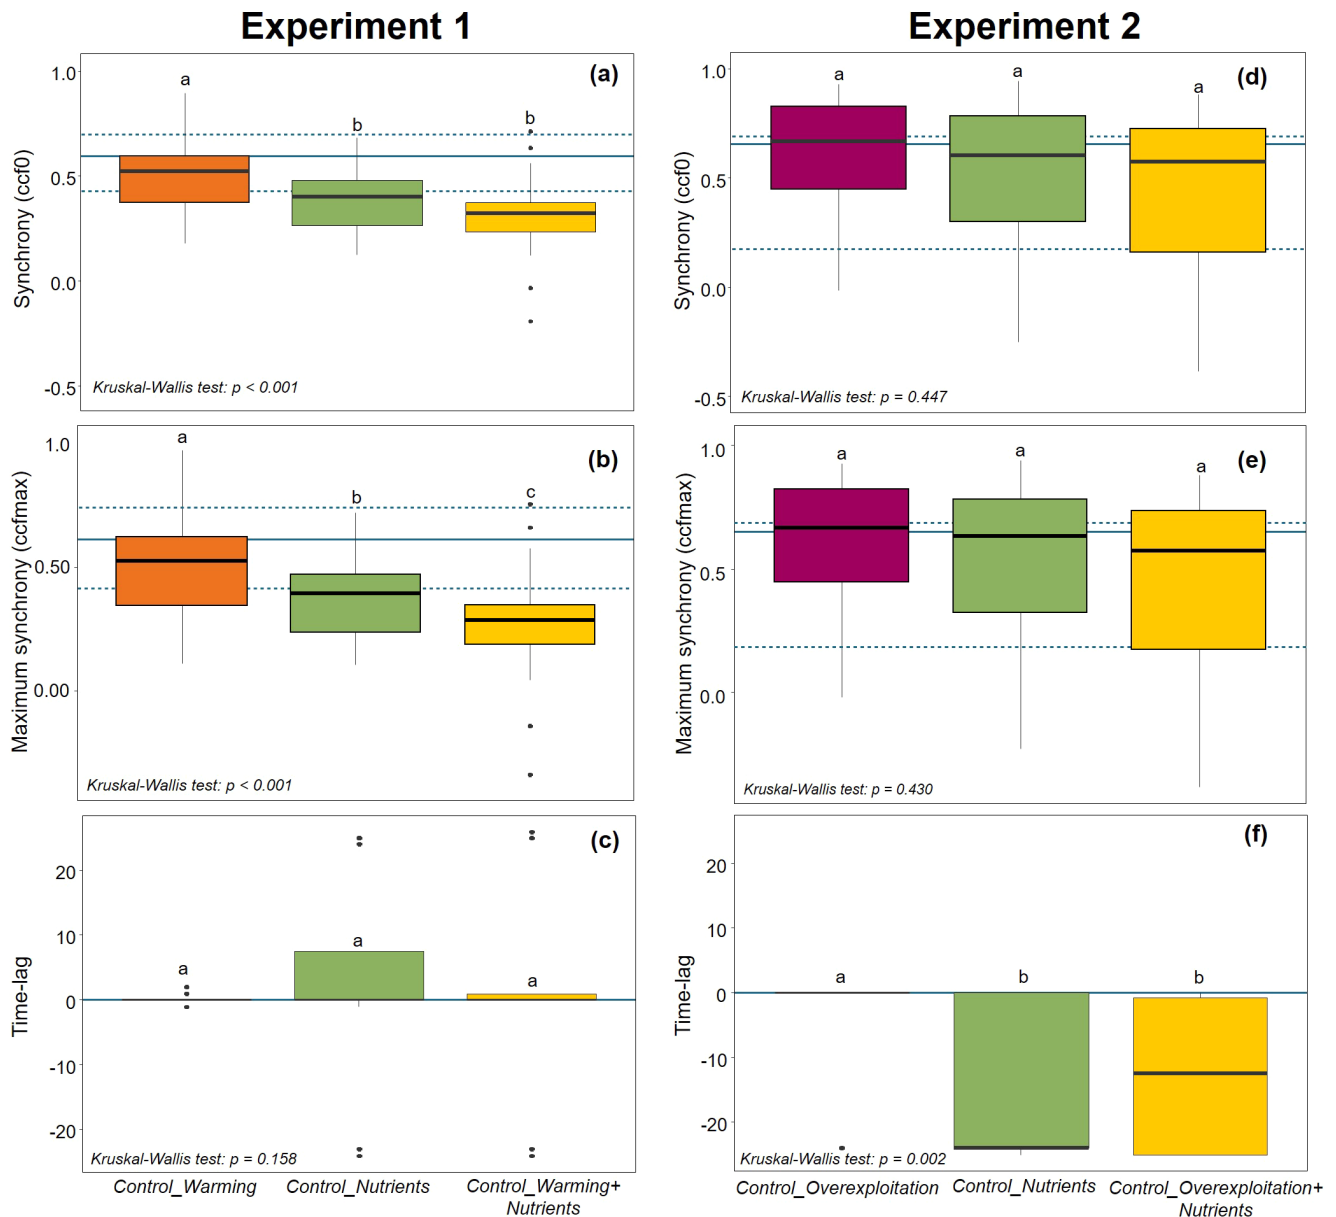 Experiment 1
Experiment 2
(a)
1.0
0.5
0.0
-0.5
Synchrony (ccf0)
a
b
b
Kruskal-Wallis test: p < 0.001
(d)
1.0
0.5
0.0
-0.5
Synchrony (ccf0)
a
a
a
Kruskal-Wallis test: p = 0.447
(b)
1.0
0.50
0.00
Maximum synchrony (ccfmax)
a
b
c
Kruskal-Wallis test: p < 0.001
(e)
1.0
0.5
0.0
Maximum synchrony (ccfmax)
a
a
a
Kruskal-Wallis test: p = 0.430
(c)
20
10
0
-10
-20
Time-lag
a
a
a
Kruskal-Wallis test: p = 0.158
Control_Warming
Control_Nutrients
Control_Warming+
Nutrients
(f)
20
10
0
-10
-20
Time-lag
a
b
b
Kruskal-Wallis test: p = 0.002
Control_Overexploitation
Control_Nutrients
Control_Overexploitation+
Nutrients